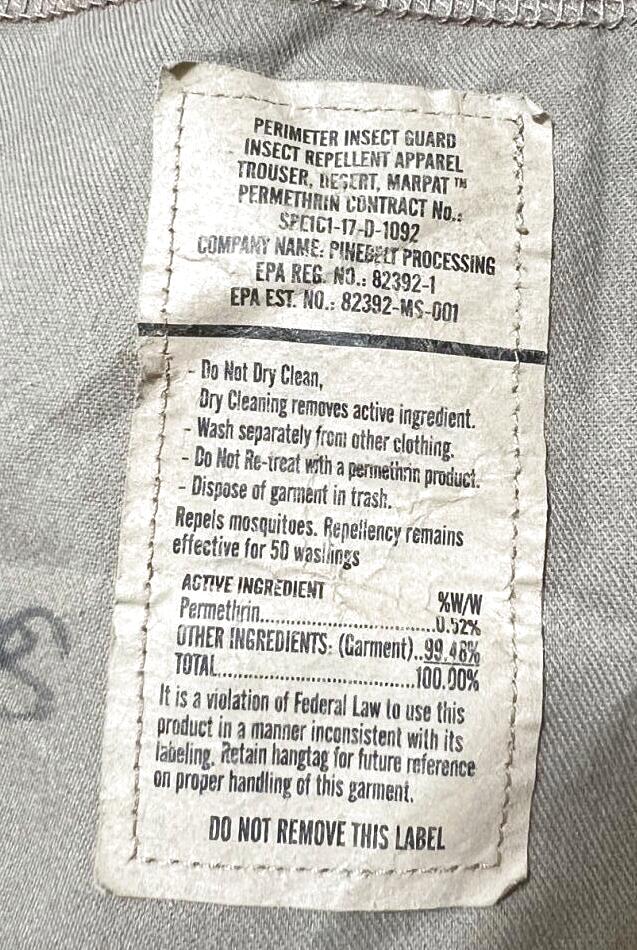 PERIMETER INSECT GUARD
INSECT REPELLENT APPAREL
TROUSER, DESERT, MARPAT ™
PERMETHRIN CONTRACT No.:
SPE1C1-17-D-1092
COMPANY NAME: PINEBELT PROCESSING
EPA REG. NO.: 82392-1
EPA EST. NO.: 82392-MS-001
- Do Not Dry Clean,
Dry Cleaning removes active ingredient.
- Wash separately from other clothing.
- Do Not Re-treat with a permethrin product.
- Dispose of garment in trash.
Repels mosquitoes. Repellency remains
effective for 50 washings
ACTIVE INGREDIENT %W/W
Permethrin..............................0.52%
OTHER INGREDIENTS: (Garment)..99.48%
TOTAL......................................100.00%
It is a violation of Federal Law to use this
product in a manner inconsistent with its
labeling. Retain hangtag for future reference
on proper handling of this garment.
DO NOT REMOVE THIS LABEL